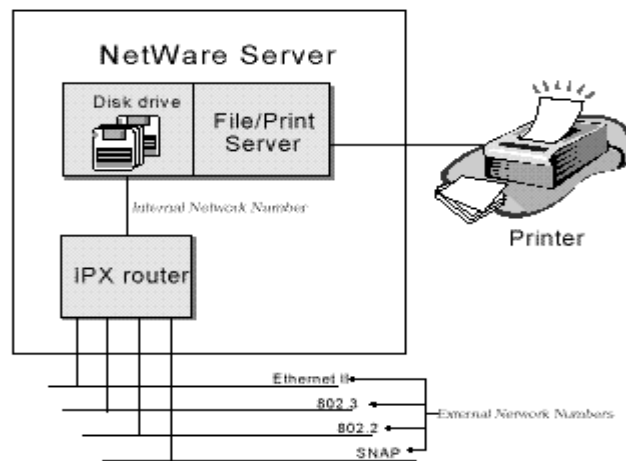 NetWare Server
Disk drive
File/Print
Server
Internal Network Number
Printer
IPX router
Ethernet II
802.3
External Network Numbers
802.2
SNAP